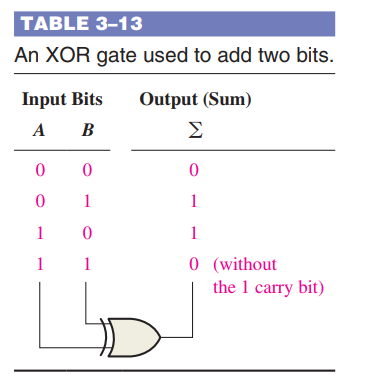 TABLE 3–13
An XOR gate used to add two bits.
Input Bits Output (Sum)
A B Σ
0 0 0
0 1 1
1 0 1
1 1 0 (without
the 1 carry bit)